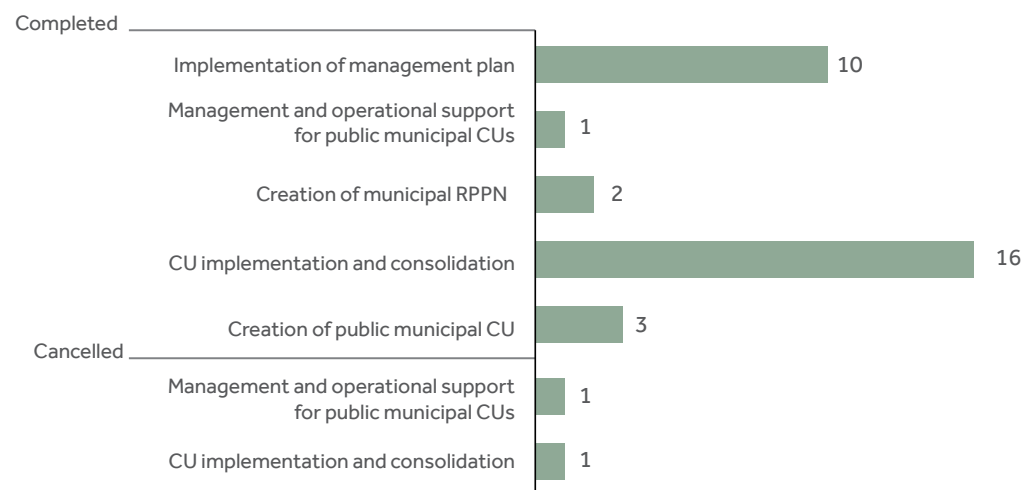 Completed
Implementation of management plan
10
Management and operational support
for public municipal CUs
1
Creation of municipal RPPN
2
CU implementation and consolidation
16
Creation of public municipal CU
3
Cancelled
Management and operational support
for public municipal CUs
1
CU implementation and consolidation
1